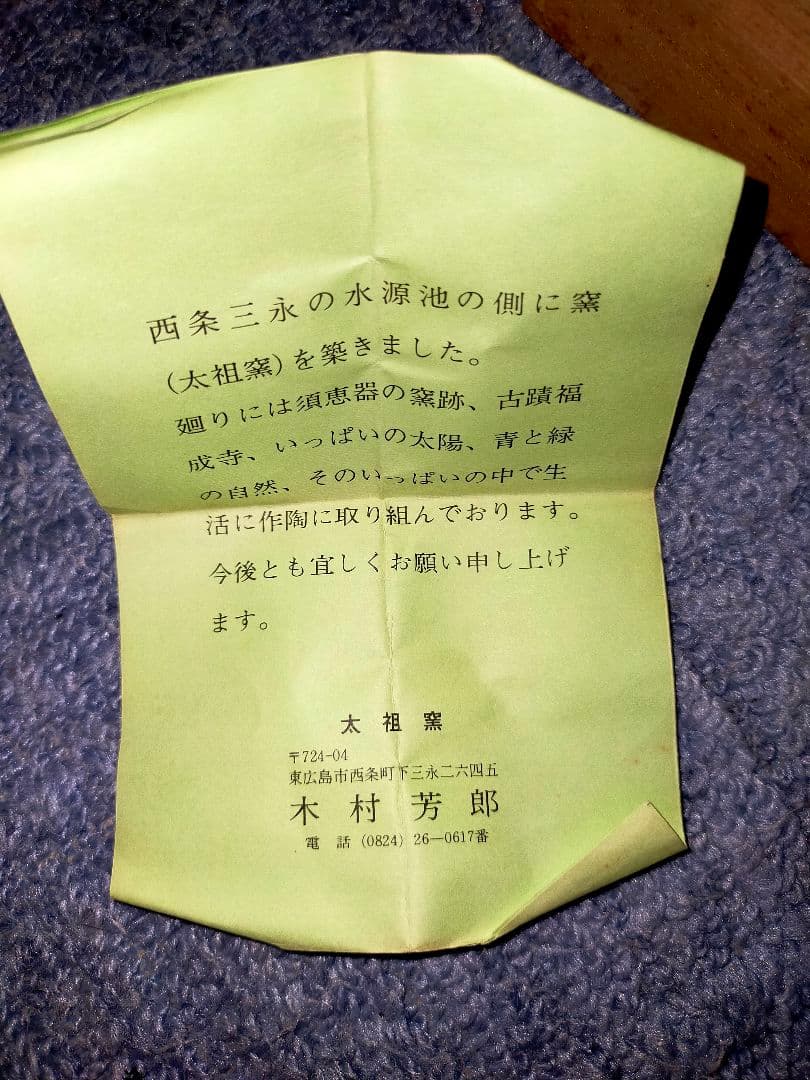 西条三永の水源池の側に窯
(太祖窯)を築きました。
廻りには須恵器の窯跡、古蹟福
成寺、いっぱいの太陽、青と緑
の自然、そのいっぱいの中で生
活に作陶に取り組んでおります。
今後とも宜しくお願い申し上げ
ます。
太祖窯
〒724-04
東広島市西条町下三永二六四五
木村芳郎
電話(0824)26—0617番